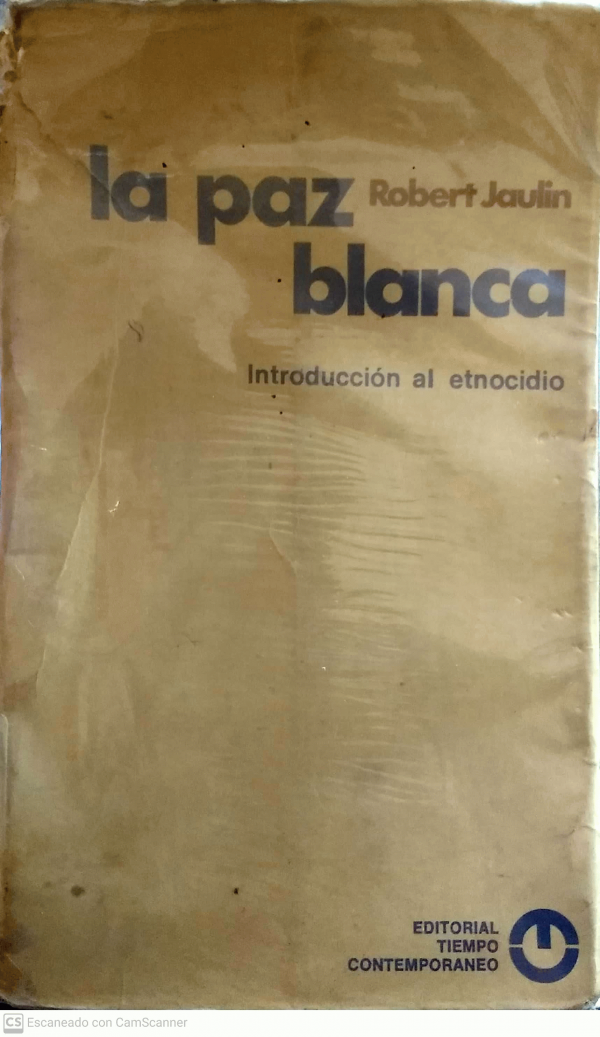 la paz Robert Jaulin
blanca
Introducción al etnocidio
EDITORIAL
TIEMPO
CONTEMPORANEO
CS Escaneado con CamScanner